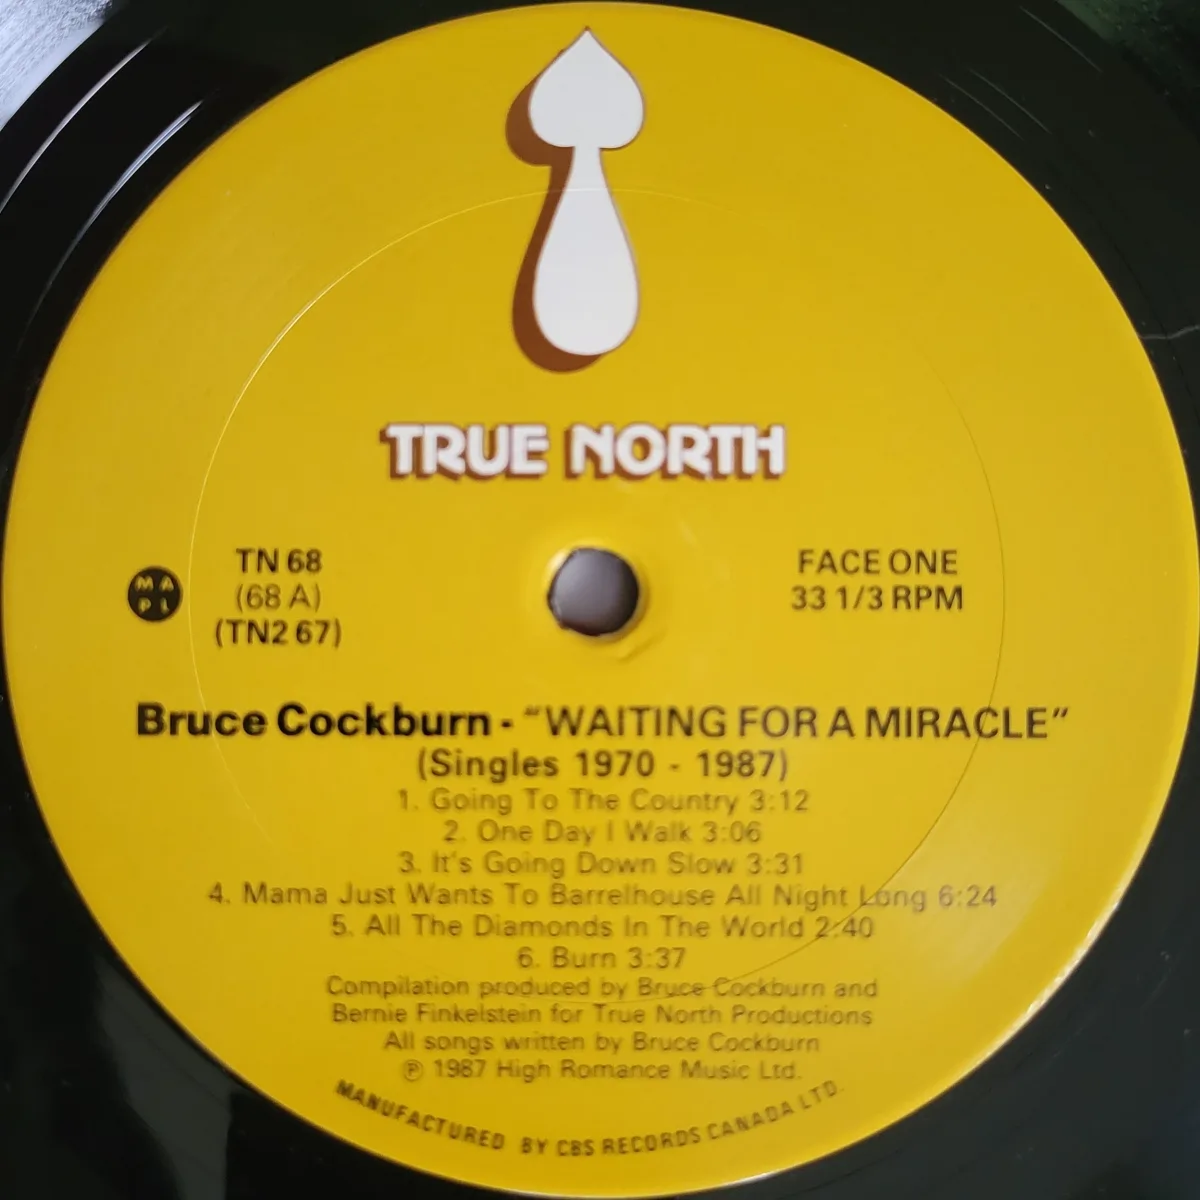 TRUE NORTH
MA
PL
TN 68
(68 A)
(TN2 67)
FACE ONE
33 1/3 RPM
Bruce Cockburn - "WAITING FOR A MIRACLE"
(Singles 1970 - 1987)
1. Going To The Country 3:12
2. One Day I Walk 3:06
3. It's Going Down Slow 3:31
4. Mama Just Wants To Barrelhouse All Night Long 6:24
5. All The Diamonds In The World 2:40
6. Burn 3:37
Compilation produced by Bruce Cockburn and
Bernie Finkelstein for True North Productions
All songs written by Bruce Cockburn
℗ 1987 High Romance Music Ltd.
MANUFACTURED BY CBS RECORDS CANADA LTD.